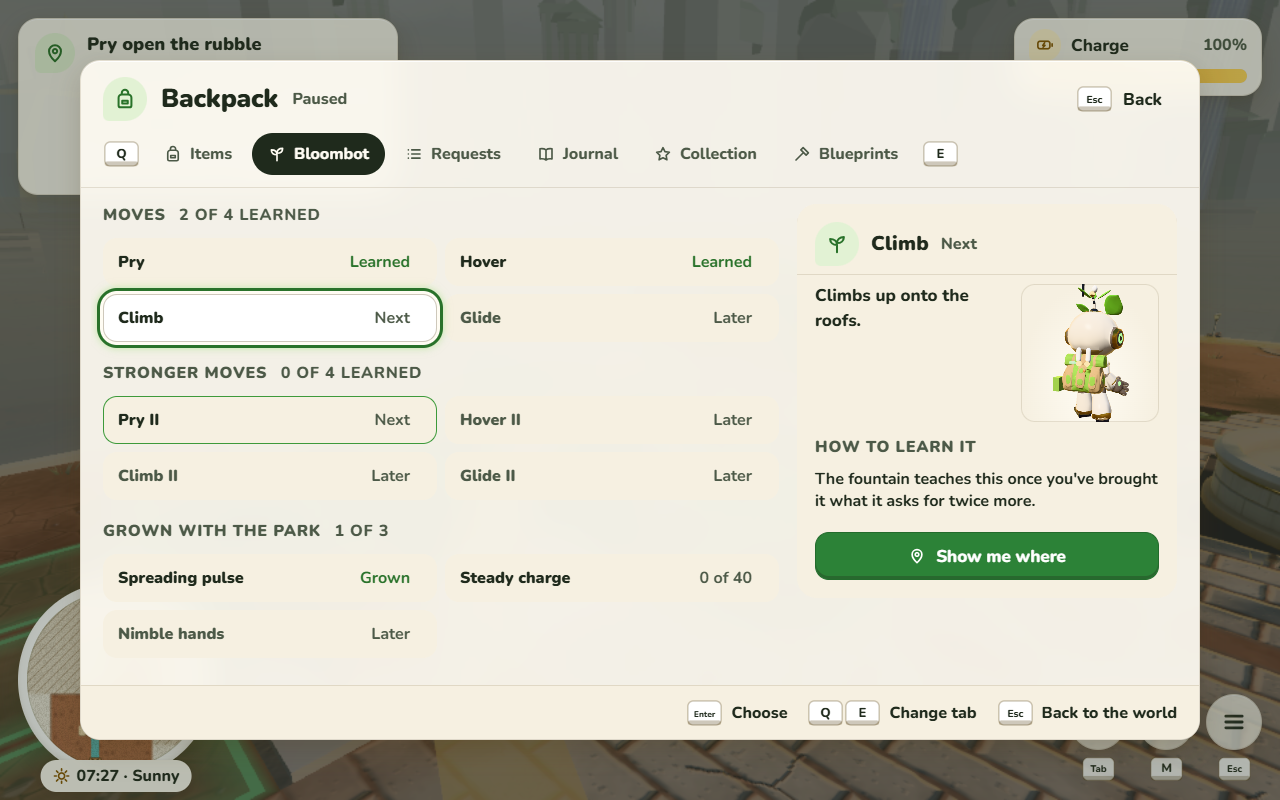 Pry open the rubble
Charge 100%
Backpack Paused
Esc Back
Q Items Bloombot Requests Journal Collection Blueprints E
MOVES 2 OF 4 LEARNED
Pry Learned
Hover Learned
Climb Next
Glide Later
STRONGER MOVES 0 OF 4 LEARNED
Pry II Next
Hover II Later
Climb II Later
Glide II Later
GROWN WITH THE PARK 1 OF 3
Spreading pulse Grown
Steady charge 0 of 40
Nimble hands Later
Climb Next
Climbs up onto the
roofs.
HOW TO LEARN IT
The fountain teaches this once you've brought
it what it asks for twice more.
Show me where
Enter Choose Q E Change tab Esc Back to the world
07:27 · Sunny
Tab M Esc